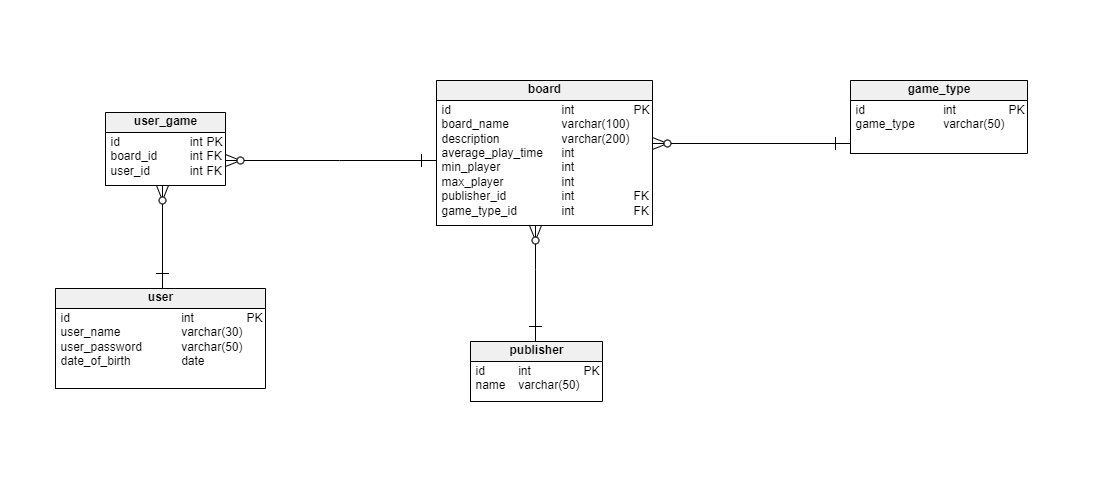 user_game
id int PK
board_id int FK
user_id int FK
board
id int PK
board_name varchar(100)
description varchar(200)
average_play_time int
min_player int
max_player int
publisher_id int FK
game_type_id int FK
game_type
id int PK
game_type varchar(50)
user
id int PK
user_name varchar(30)
user_password varchar(50)
date_of_birth date
publisher
id int PK
name varchar(50)